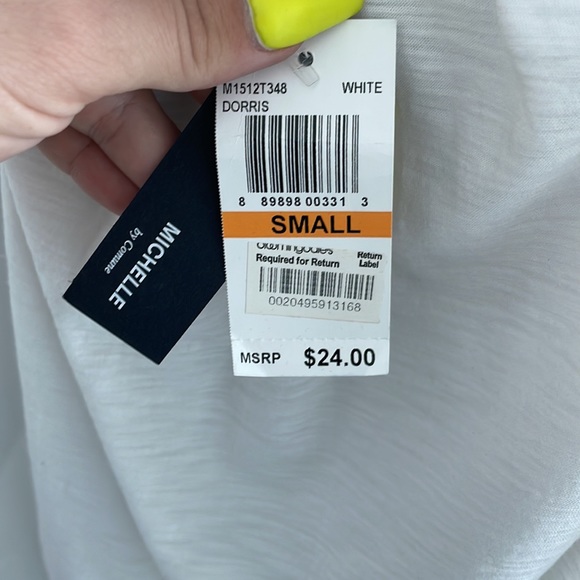 M1512T348 WHITE
DORRIS
8 89898 00331 3
SMALL
bloomingdales
Required for Return
Return
Label
0020495913168
MSRP $24.00
MICHELLE
by Comune